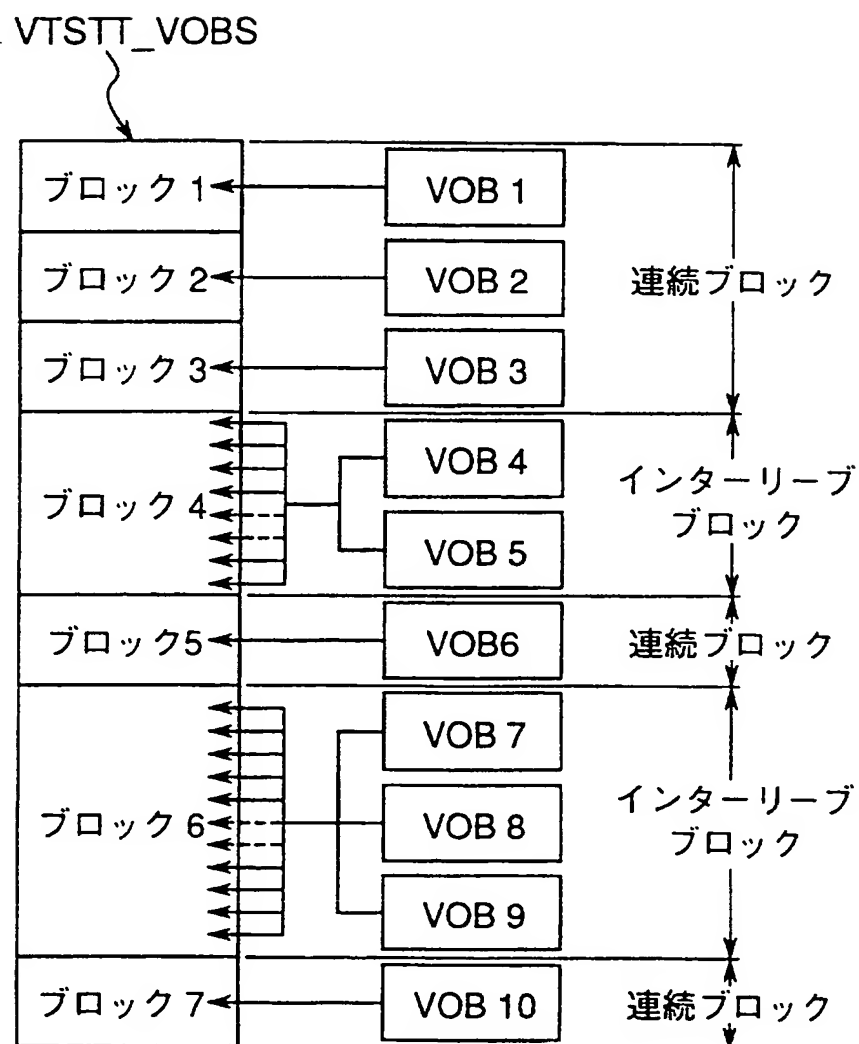 VTSTT_VOBS
ブロック 1
VOB 1
ブロック 2
VOB 2
連続ブロック
ブロック 3
VOB 3
ブロック 4
VOB 4
VOB 5
インターリーブ
ブロック
ブロック5
VOB6
連続ブロック
ブロック 6
VOB 7
VOB 8
VOB 9
インターリーブ
ブロック
ブロック 7
VOB 10
連続ブロック